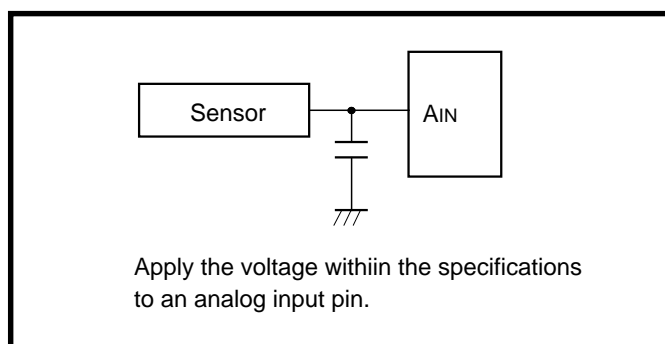 Sensor
AIN
Apply the voltage withiin the specifications
to an analog input pin.